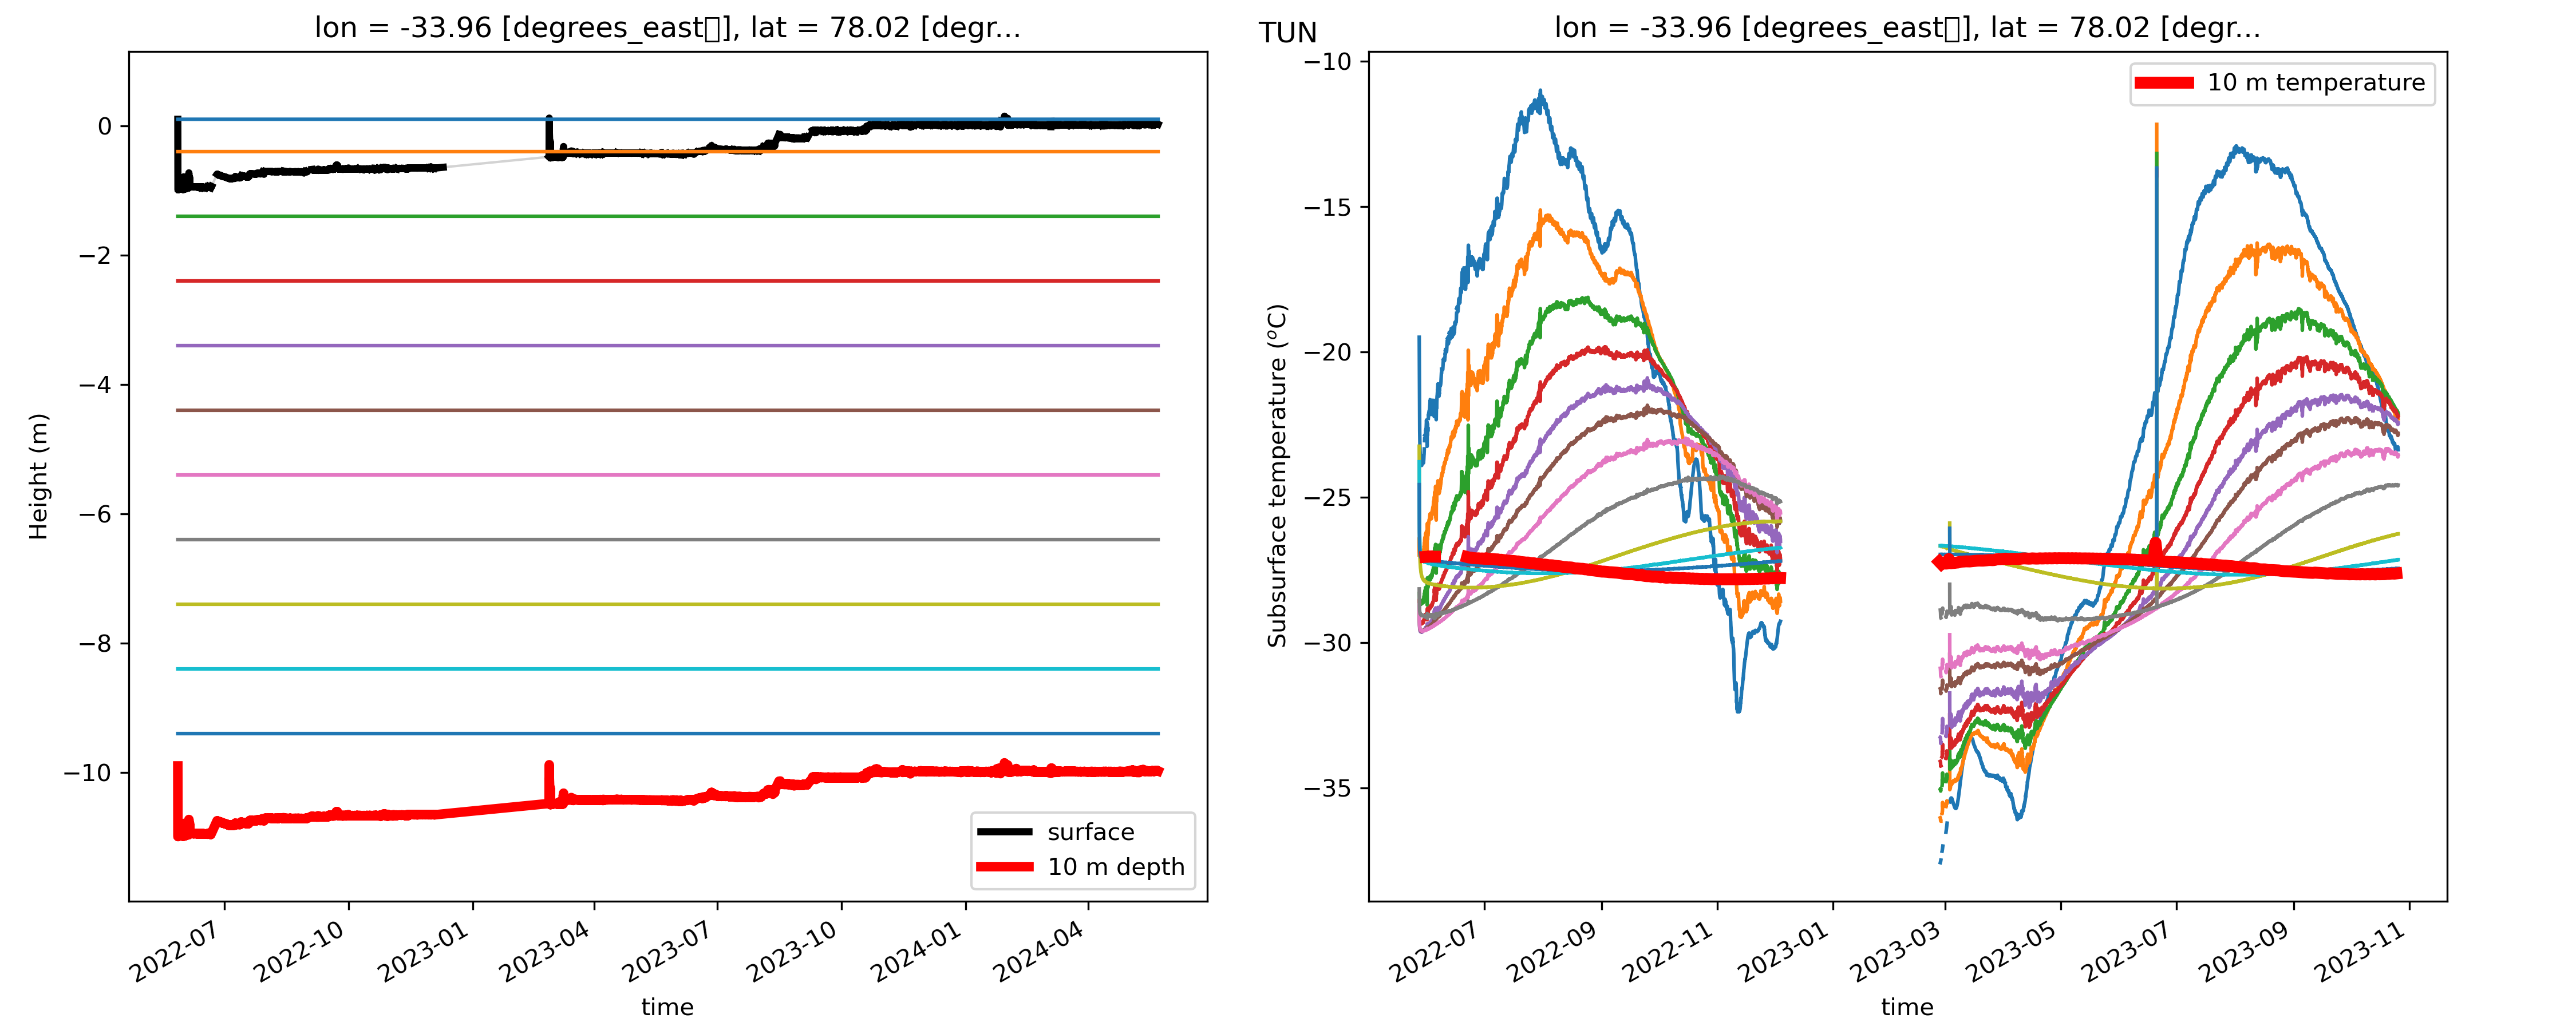 lon = -33.96 [degrees_east▯], lat = 78.02 [degr...
Height (m)
0
−2
−4
−6
−8
−10
surface
10 m depth
2022-07
2022-10
2023-01
2023-04
2023-07
2023-10
2024-01
2024-04
time
TUN
lon = -33.96 [degrees_east▯], lat = 78.02 [degr...
Subsurface temperature (°C)
−10
−15
−20
−25
−30
−35
10 m temperature
2022-07
2022-09
2022-11
2023-01
2023-03
2023-05
2023-07
2023-09
2023-11
time